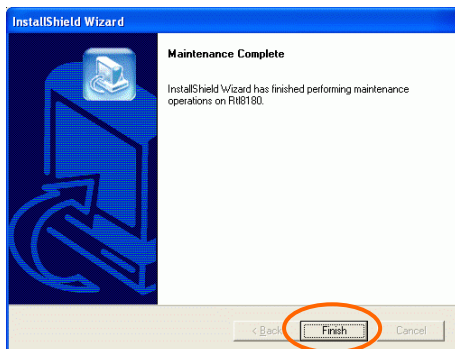 InstallShield Wizard
Maintenance Complete
InstallShield Wizard has finished performing maintenance
operations on Rtl8180.
< Back Finish Cancel